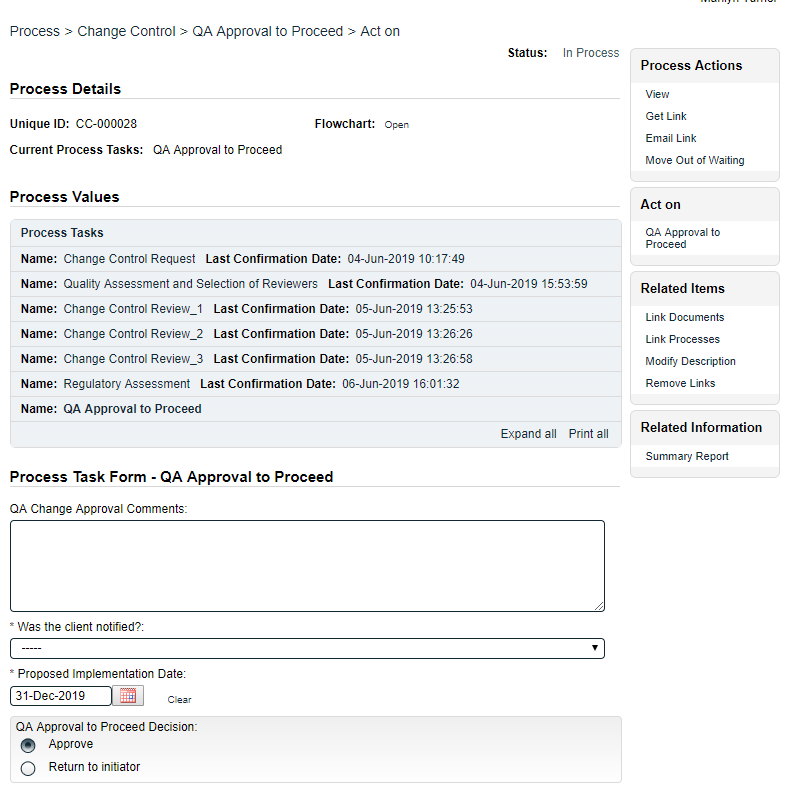 Process > Change Control > QA Approval to Proceed > Act on
Status: In Process
Process Details
Unique ID: CC-000028 Flowchart: Open
Current Process Tasks: QA Approval to Proceed
Process Values
Process Tasks
Name: Change Control Request Last Confirmation Date: 04-Jun-2019 10:17:49
Name: Quality Assessment and Selection of Reviewers Last Confirmation Date: 04-Jun-2019 15:53:59
Name: Change Control Review_1 Last Confirmation Date: 05-Jun-2019 13:25:53
Name: Change Control Review_2 Last Confirmation Date: 05-Jun-2019 13:26:26
Name: Change Control Review_3 Last Confirmation Date: 05-Jun-2019 13:26:58
Name: Regulatory Assessment Last Confirmation Date: 06-Jun-2019 16:01:32
Name: QA Approval to Proceed
Expand all Print all
Process Task Form - QA Approval to Proceed
QA Change Approval Comments:
* Was the client notified?:
-----
* Proposed Implementation Date:
31-Dec-2019 Clear
QA Approval to Proceed Decision:
Approve
Return to initiator
Process Actions
View
Get Link
Email Link
Move Out of Waiting
Act on
QA Approval to
Proceed
Related Items
Link Documents
Link Processes
Modify Description
Remove Links
Related Information
Summary Report